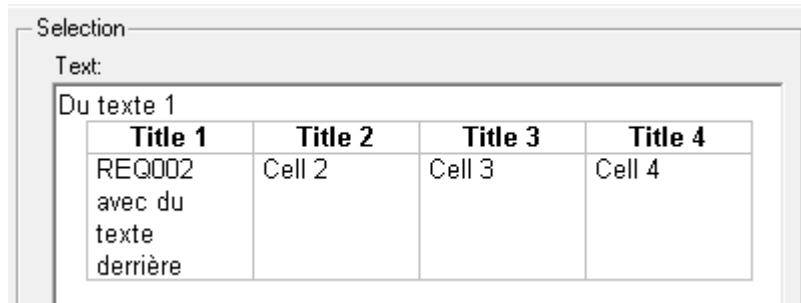 Selection
Text:
Du texte 1
Title 1 Title 2 Title 3 Title 4
REQ002 Cell 2 Cell 3 Cell 4
avec du
texte
derrière